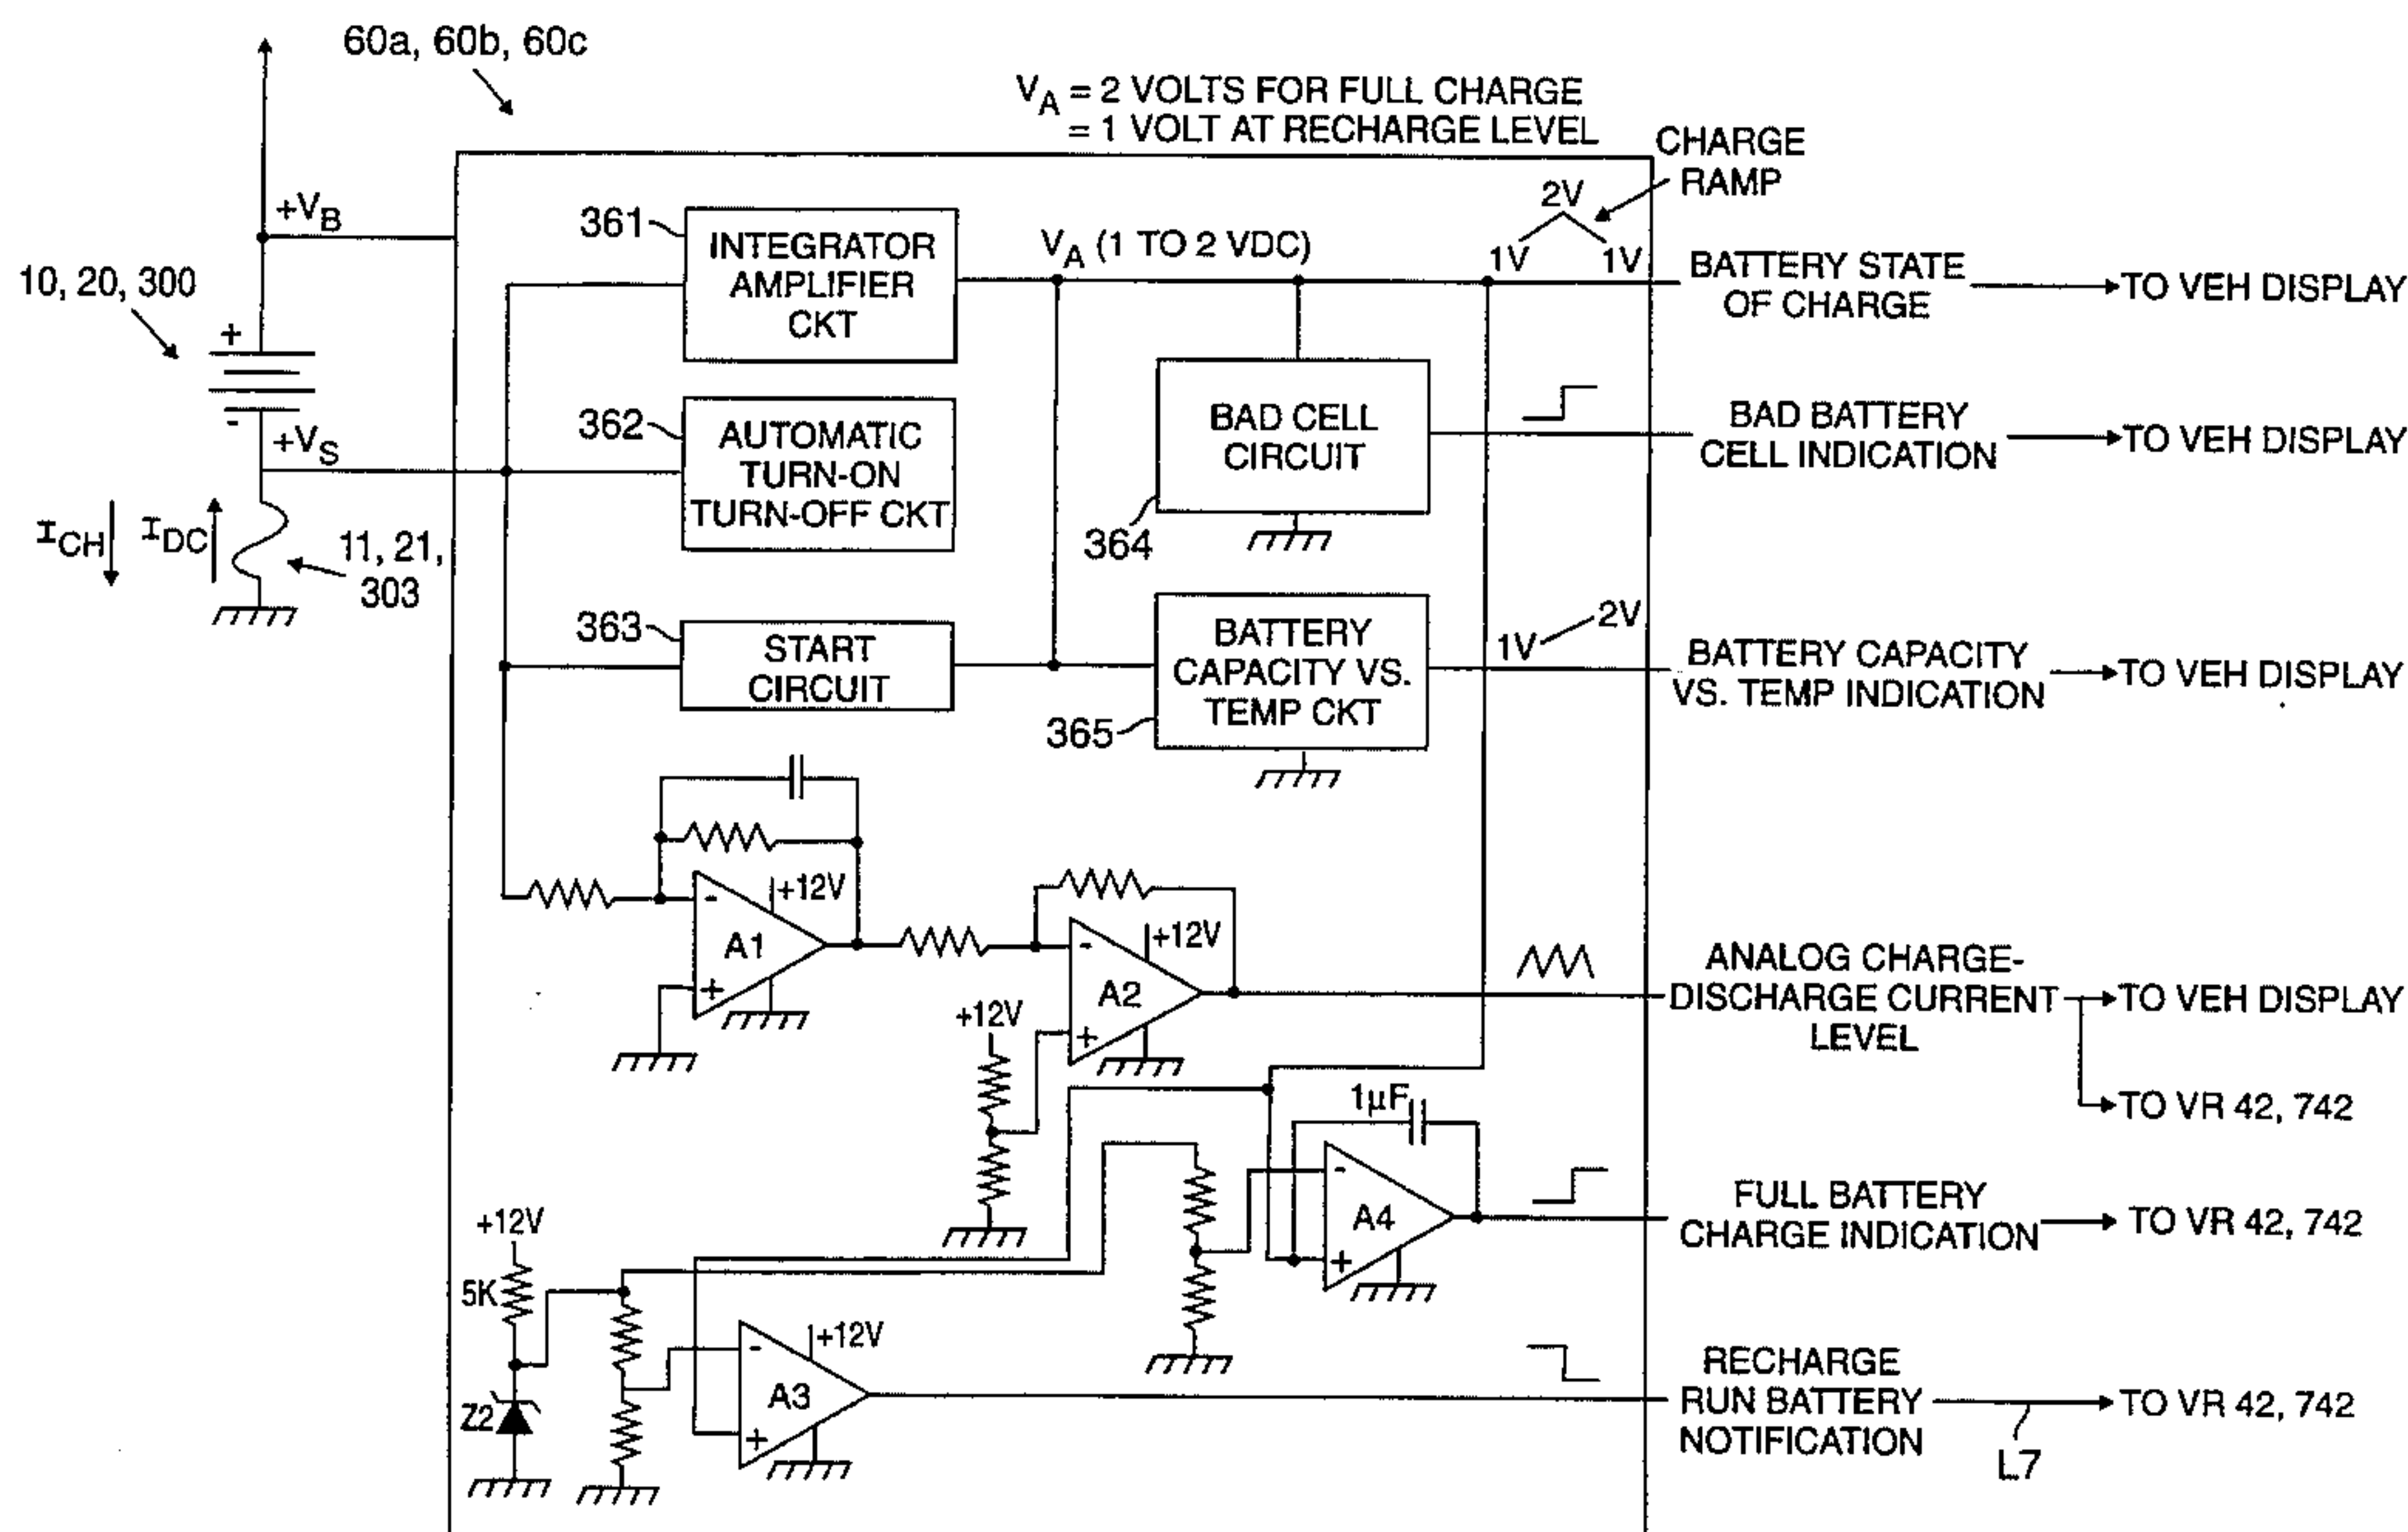 60a, 60b, 60c
VA = 2 VOLTS FOR FULL CHARGE
= 1 VOLT AT RECHARGE LEVEL
CHARGE
RAMP
2V
1V
1V
+VB
361
INTEGRATOR
AMPLIFIER
CKT
VA (1 TO 2 VDC)
BATTERY STATE
OF CHARGE
TO VEH DISPLAY
10, 20, 300
+
-
+VS
362
AUTOMATIC
TURN-ON
TURN-OFF CKT
BAD CELL
CIRCUIT
364
BAD BATTERY
CELL INDICATION
TO VEH DISPLAY
ICH
IDC
11, 21,
303
363
START
CIRCUIT
BATTERY
CAPACITY VS.
TEMP CKT
365
1V
2V
BATTERY CAPACITY
VS. TEMP INDICATION
TO VEH DISPLAY
-
+12V
A1
+
-
+12V
A2
+
+12V
ANALOG CHARGE-
DISCHARGE CURRENT
LEVEL
TO VEH DISPLAY
TO VR 42, 742
1µF
-
A4
+
FULL BATTERY
CHARGE INDICATION
TO VR 42, 742
+12V
5K
Z2
-
+12V
A3
+
RECHARGE
RUN BATTERY
NOTIFICATION
L7
TO VR 42, 742